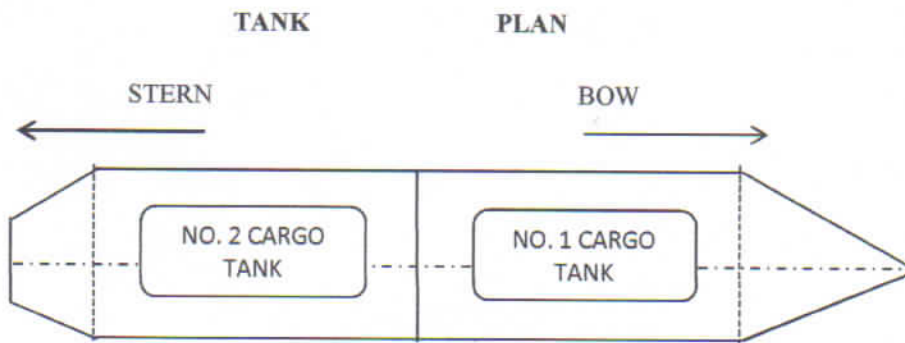 TANK PLAN
STERN
BOW
NO. 2 CARGO
TANK
NO. 1 CARGO
TANK